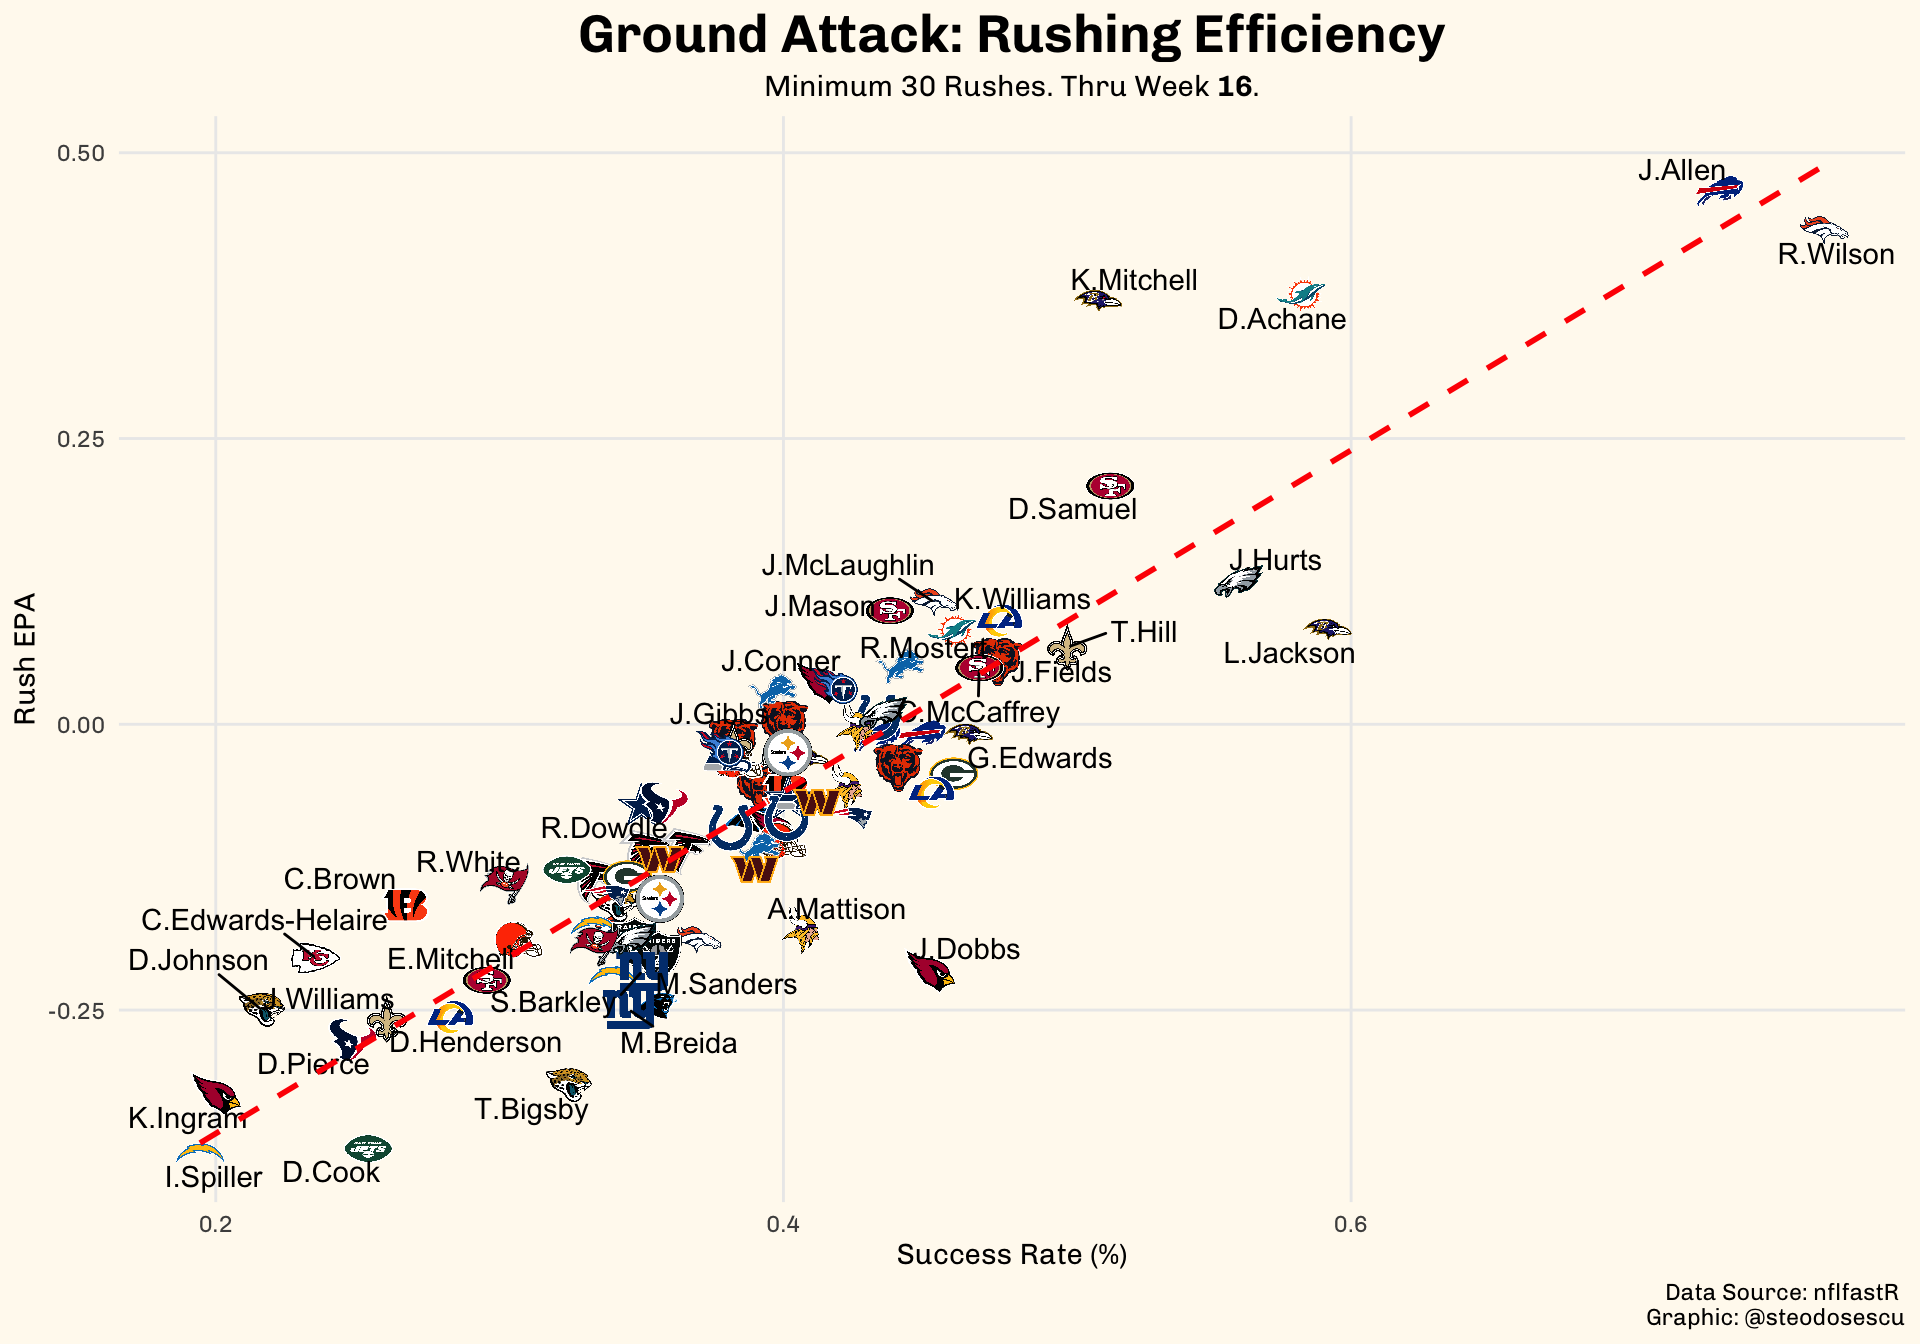 Ground Attack: Rushing Efficiency
Minimum 30 Rushes. Thru Week 16.
0.50
J.Allen
R.Wilson
K.Mitchell
D.Achane
0.25
D.Samuel
J.McLaughlin
J.Hurts
J.Mason
K.Williams
T.Hill
R.Mostert
L.Jackson
J.Conner
J.Fields
J.Gibbs
C.McCaffrey
0.00
G.Edwards
R.Dowdle
R.White
C.Brown
A.Mattison
C.Edwards-Helaire
J.Dobbs
D.Johnson
E.Mitchell
M.Sanders
J.Williams
S.Barkley
-0.25
D.Henderson
M.Breida
D.Pierce
T.Bigsby
K.Ingram
D.Cook
I.Spiller
Rush EPA
0.2
0.4
0.6
Success Rate (%)
Data Source: nflfastR
Graphic: @steodosescu